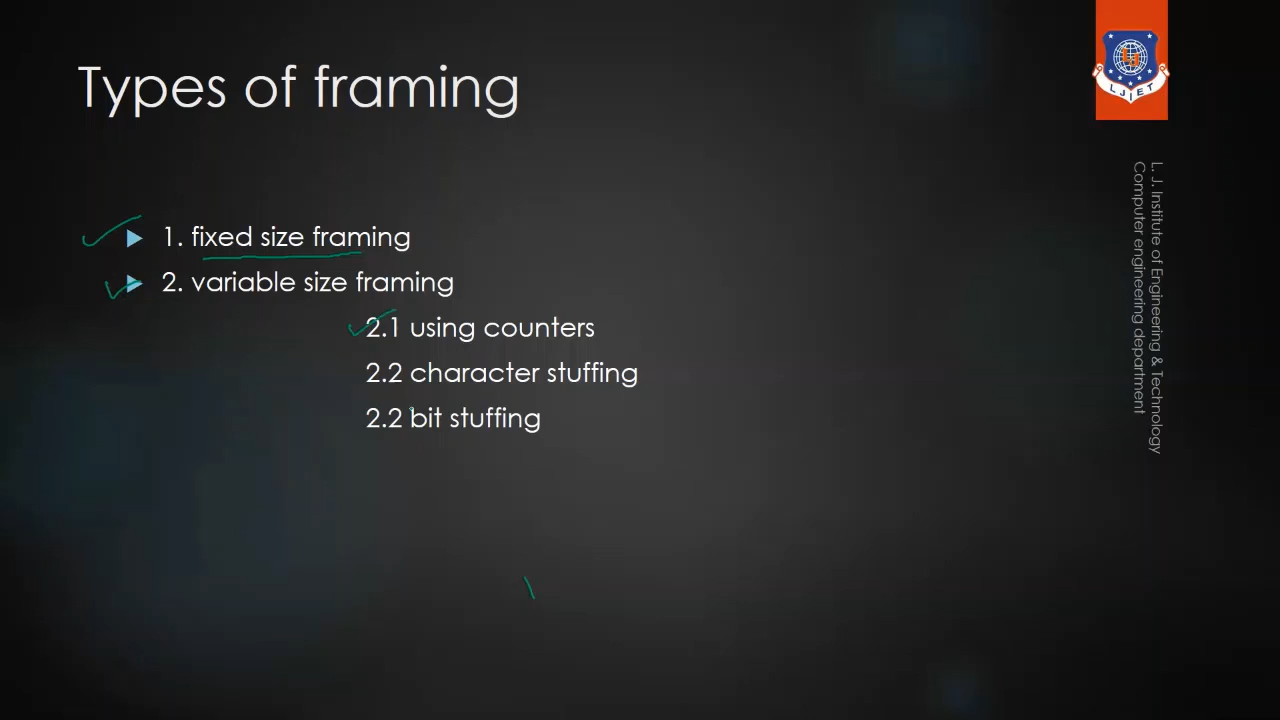 Types of framing
LJIET
1. fixed size framing
2. variable size framing
2.1 using counters
2.2 character stuffing
2.2 bit stuffing
L. J. Institute of Engineering & Technology
Computer engineering department